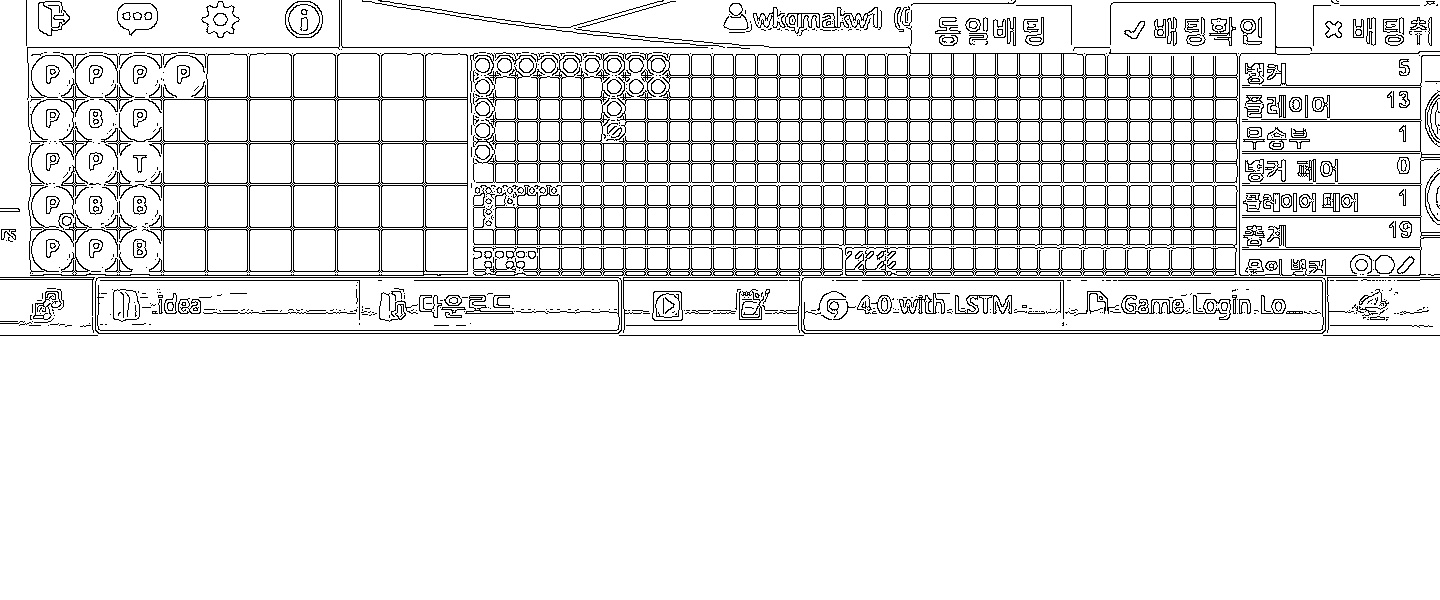 wkqmakw1
동일배팅
배팅확인
배팅취
P P P P
P B P
P P T
P B B
P P B
뱅커 5
플레이어 13
무승부 1
뱅커 페어 0
플레이어 페어 1
총계 19
.idea
다운로드
4.0 with LSTM -
Game Login Lo...